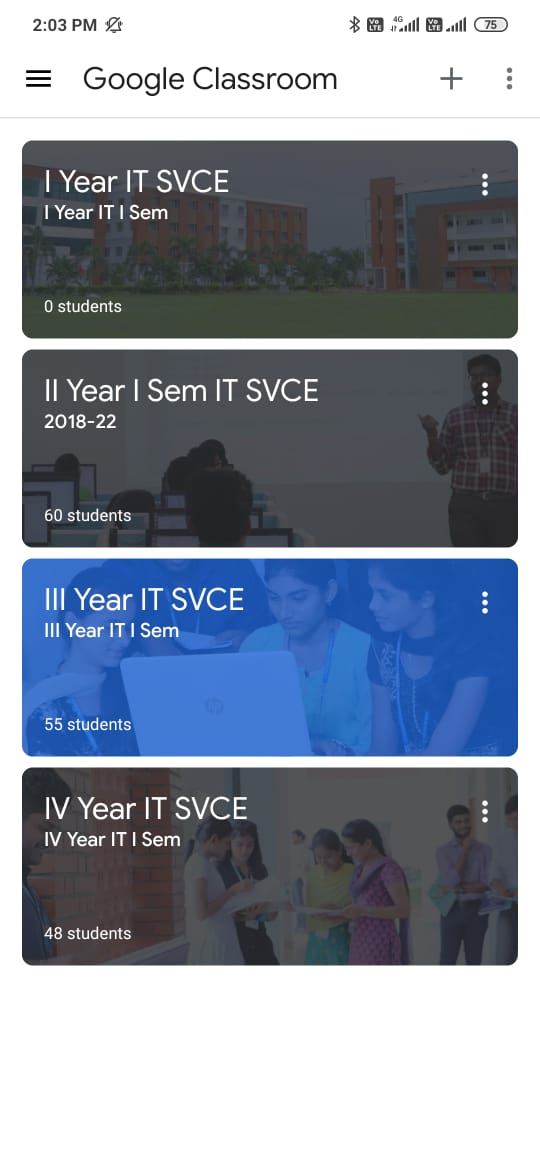 2:03 PM
Vo LTE 4G Vo LTE 75
Google Classroom
I Year IT SVCE
I Year IT I Sem
0 students
II Year I Sem IT SVCE
2018-22
60 students
III Year IT SVCE
III Year IT I Sem
hp
55 students
IV Year IT SVCE
IV Year IT I Sem
48 students